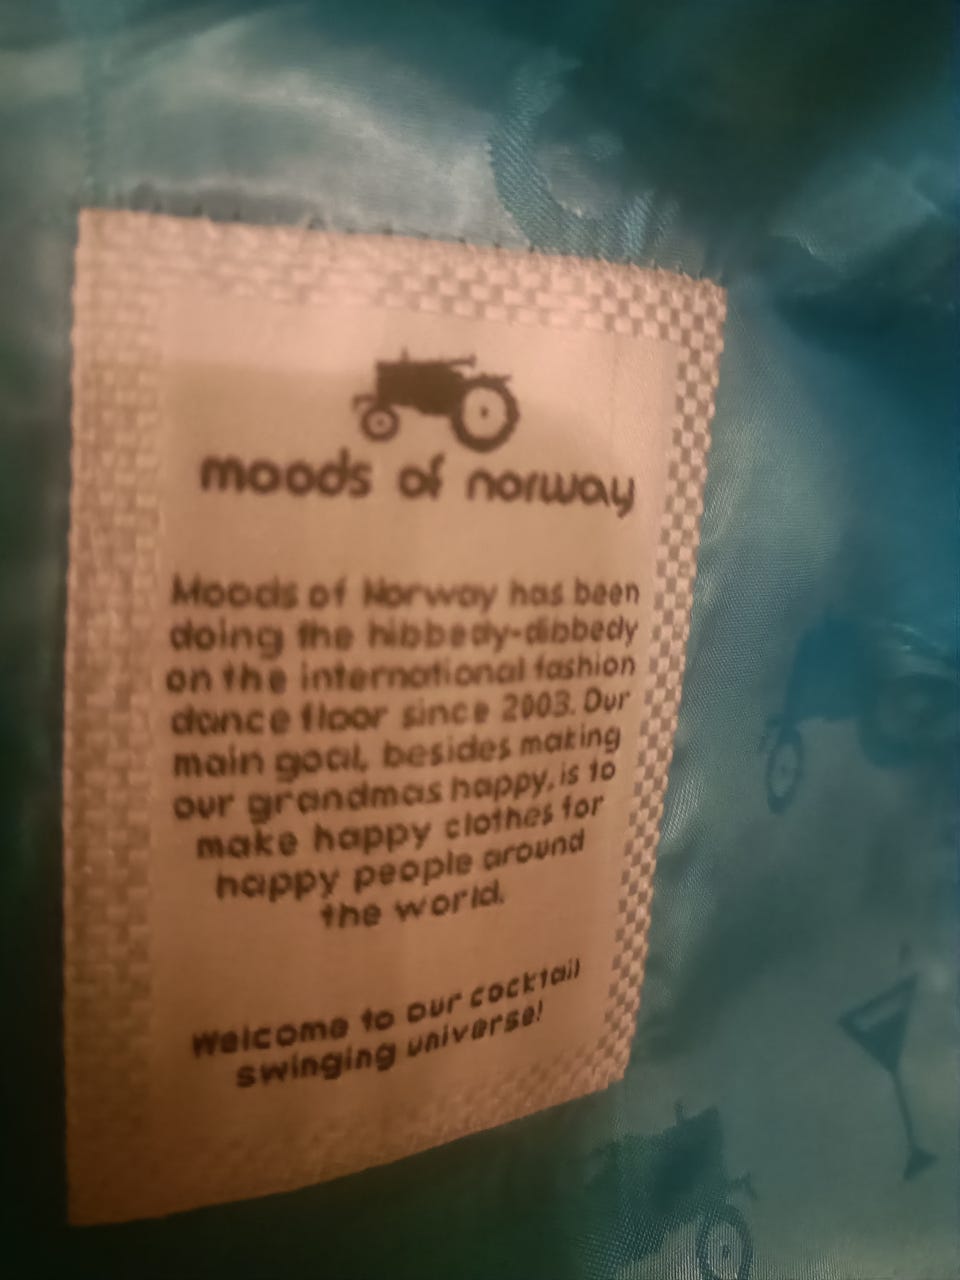 moods of norway
Moods of Norway has been
doing the hibbedy-dibbedy
on the international fashion
dance floor since 2003. Our
main goal, besides making
our grandmas happy, is to
make happy clothes for
happy people around
the world.
Welcome to our cocktail
swinging universe!